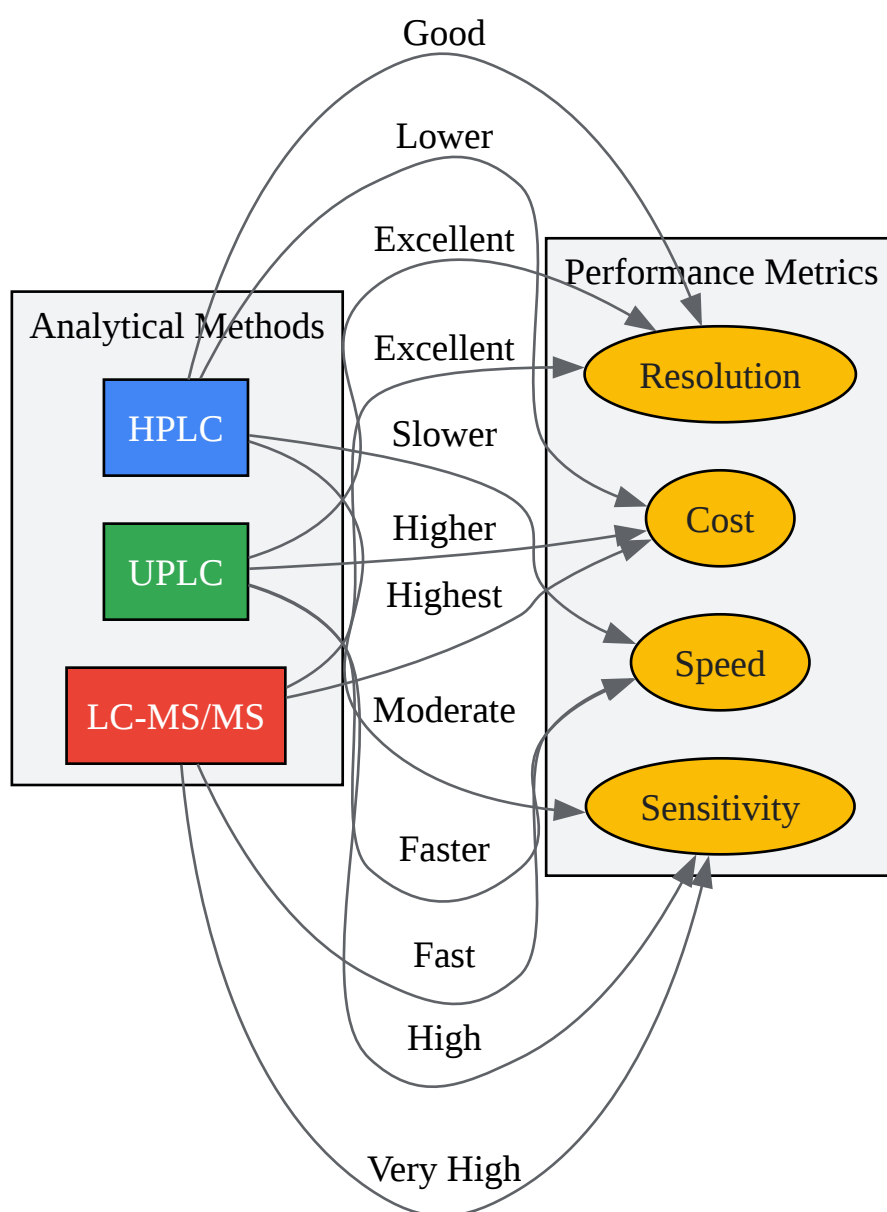 Good
Lower
Excellent
Performance Metrics
Analytical Methods
Excellent
Resolution
HPLC
Slower
Cost
Higher
UPLC
Highest
Speed
LC-MS/MS
Moderate
Sensitivity
Faster
Fast
High
Very High